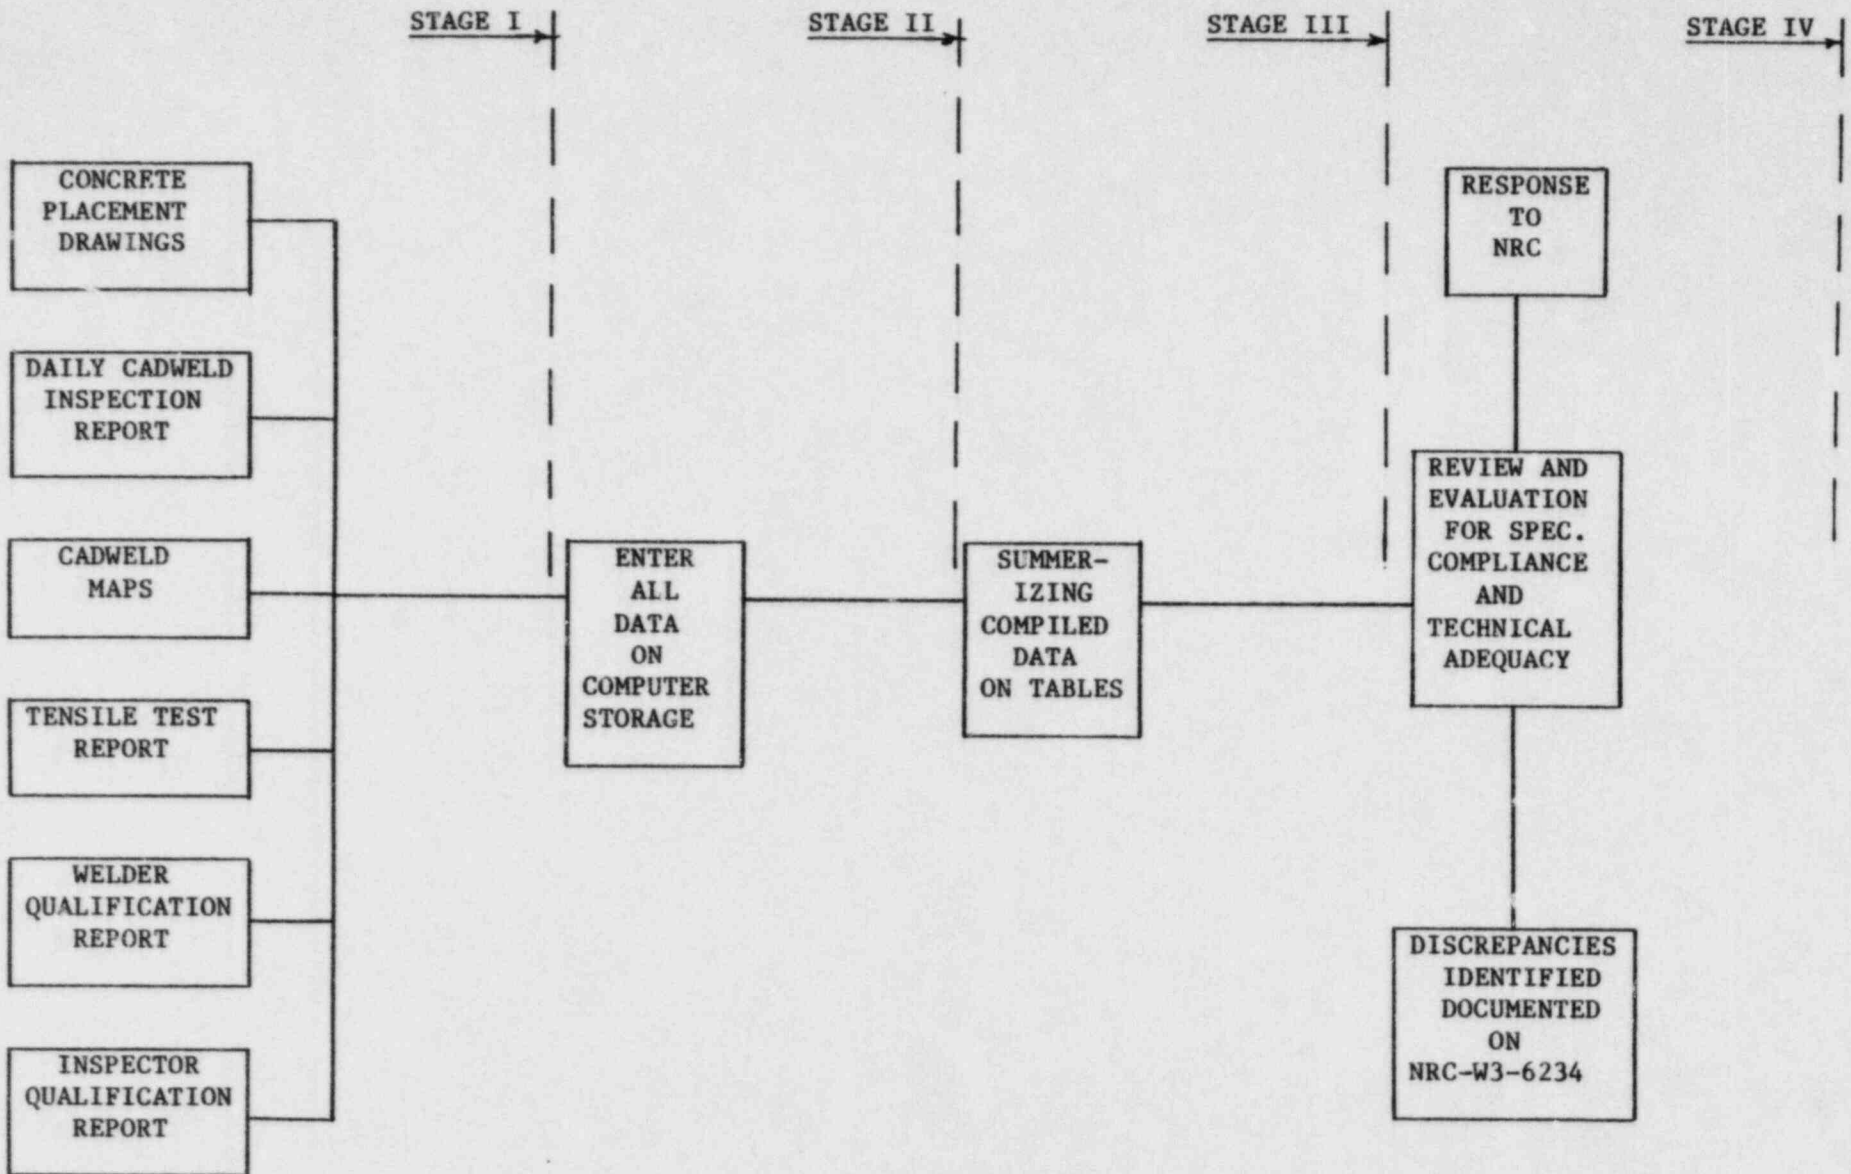 STAGE I
STAGE II
STAGE III
STAGE IV
CONCRETE
PLACEMENT
DRAWINGS
DAILY CADWELD
INSPECTION
REPORT
CADWELD
MAPS
TENSILE TEST
REPORT
WELDER
QUALIFICATION
REPORT
INSPECTOR
QUALIFICATION
REPORT
ENTER
ALL
DATA
ON
COMPUTER
STORAGE
SUMMER-
IZING
COMPILED
DATA
ON TABLES
RESPONSE
TO
NRC
REVIEW AND
EVALUATION
FOR SPEC.
COMPLIANCE
AND
TECHNICAL
ADEQUACY
DISCREPANCIES
IDENTIFIED
DOCUMENTED
ON
NRC-W3-6234